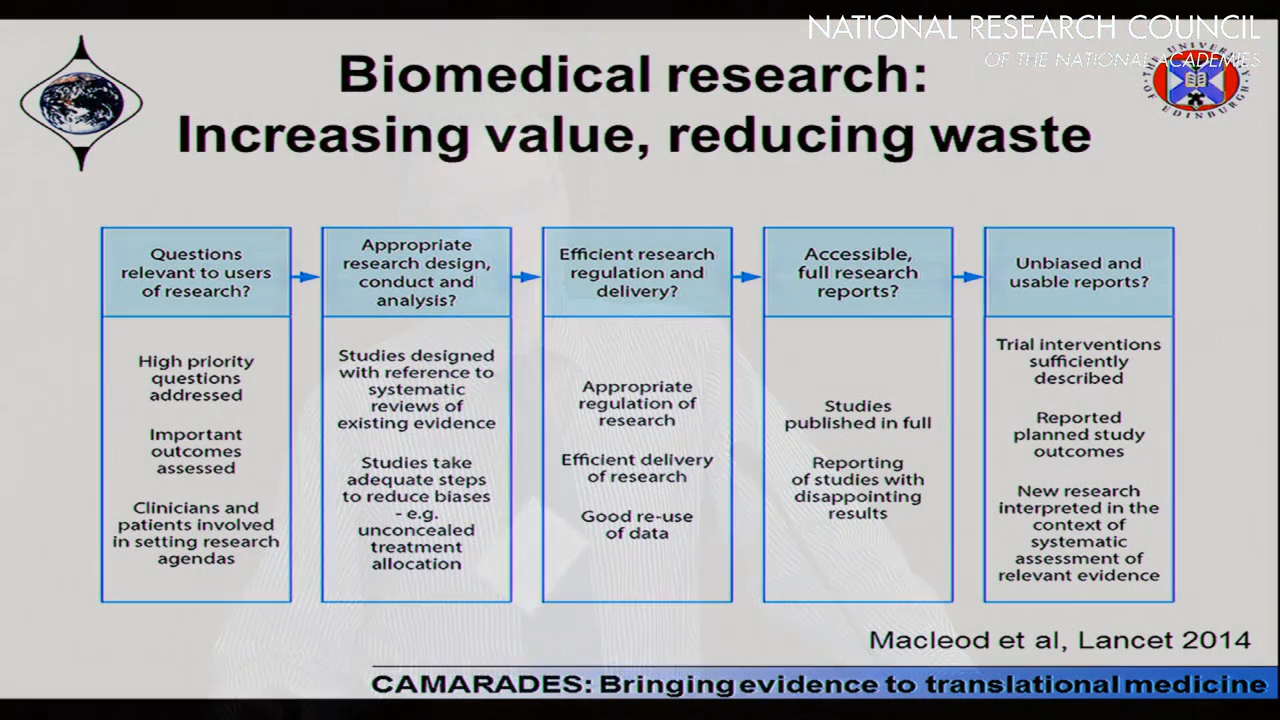 NATIONAL RESEARCH COUNCIL
OF THE NATIONAL ACADEMIES
THE UNIVERSITY OF EDINBURGH
Biomedical research:
Increasing value, reducing waste
Questions
relevant to users
of research?
High priority
questions
addressed
Important
outcomes
assessed
Clinicians and
patients involved
in setting research
agendas
Appropriate
research design,
conduct and
analysis?
Studies designed
with reference to
systematic
reviews of
existing evidence
Studies take
adequate steps
to reduce biases
- e.g.
unconcealed
treatment
allocation
Efficient research
regulation and
delivery?
Appropriate
regulation of
research
Efficient delivery
of research
Good re-use
of data
Accessible,
full research
reports?
Studies
published in full
Reporting
of studies with
disappointing
results
Unbiased and
usable reports?
Trial interventions
sufficiently
described
Reported
planned study
outcomes
New research
interpreted in the
context of
systematic
assessment of
relevant evidence
Macleod et al, Lancet 2014
CAMARADES: Bringing evidence to translational medicine